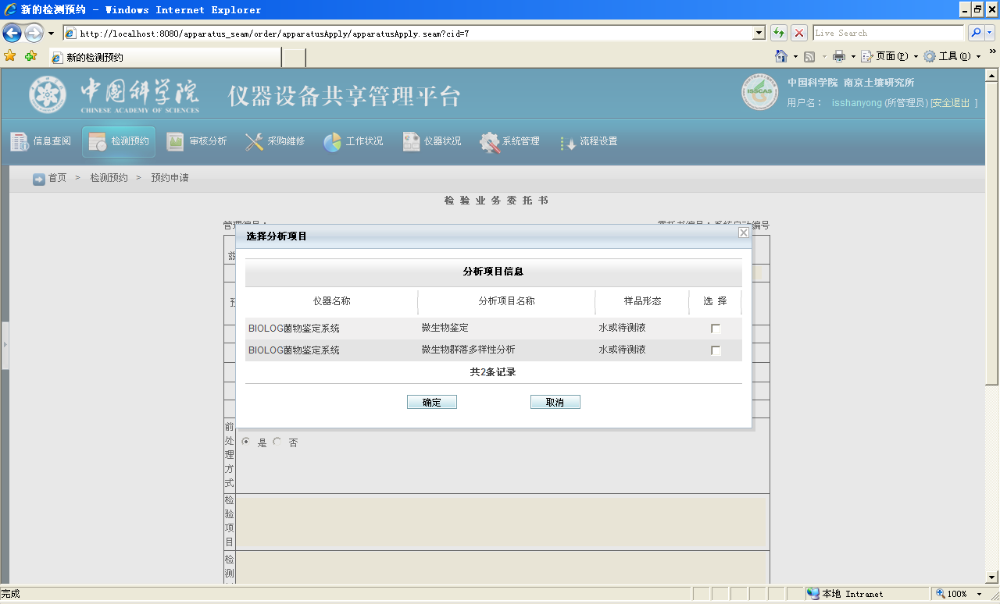 新的检测预约 - Windows Internet Explorer
http://localhost:8080/apparatus_seam/order/apparatusApply/apparatusApply.seam?cid=7
Live Search
新的检测预约
页面(P)
工具(O)
中国科学院
CHINESE ACADEMY OF SCIENCES
仪器设备共享管理平台
ISSCAS
中国科学院 南京土壤研究所
用户名： isshanyong (所管理员) [安全退出 ]
信息查阅
检测预约
审核分析
采购维修
工作状况
仪器状况
系统管理
流程设置
首页 > 检测预约 > 预约申请
检 验 业 务 委 托 书
管理编号：
委托书编号：系统自动编号
选择分析项目
分析项目信息
仪器名称 分析项目名称 样品形态 选 择
BIOLOG菌物鉴定系统 微生物鉴定 水或待测液
BIOLOG菌物鉴定系统 微生物群落多样性分析 水或待测液
共2条记录
确定 取消
前处理方式
是 否
检验项目
检测
完成
本地 Intranet
100%